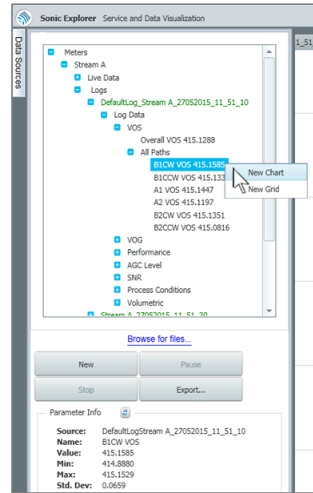 Sonic Explorer Service and Data Visualization
Data Sources
1_51
Meters
Stream A
Live Data
Logs
DefaultLog_Stream A_27052015_11_51_10
Log Data
VOS
Overall VOS 415.1288
All Paths
B1CW VOS 415.1585
New Chart
B1CCW VOS 415.133
New Grid
A1 VOS 415.1447
A2 VOS 415.1197
B2CW VOS 415.1351
B2CCW VOS 415.0816
VOG
Performance
AGC Level
SNR
Process Conditions
Volumetric
Stream A_27052015_11_51_20
Browse for files...
New
Pause
Stop
Export...
Parameter Info
Source: DefaultLogStream A_27052015_11_51_10
Name: B1CW VOS
Value: 415.1585
Min: 414.8880
Max: 415.1529
Std. Dev: 0.0659